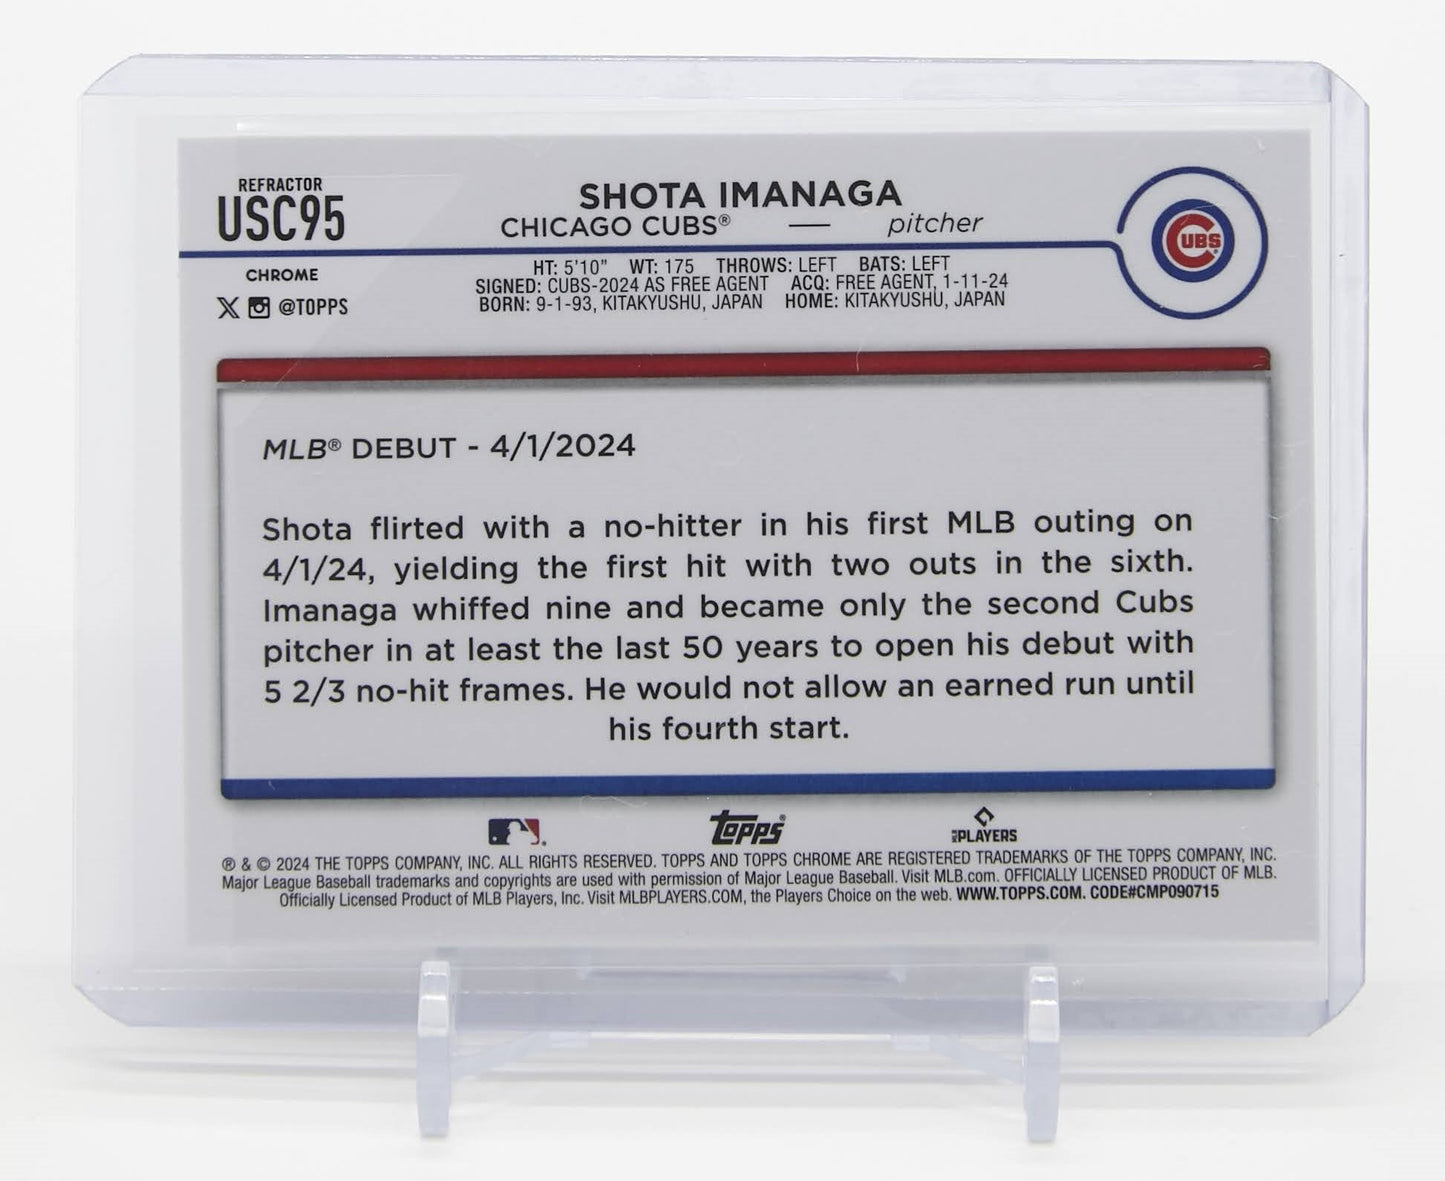 REFRACTOR
USC95
SHOTA IMANAGA
CHICAGO CUBS® — pitcher
CUBS
CHROME
@TOPPS
HT: 5'10" WT: 175 THROWS: LEFT BATS: LEFT
SIGNED: CUBS-2024 AS FREE AGENT ACQ: FREE AGENT, 1-11-24
BORN: 9-1-93, KITAKYUSHU, JAPAN HOME: KITAKYUSHU, JAPAN
MLB® DEBUT - 4/1/2024
Shota flirted with a no-hitter in his first MLB outing on
4/1/24, yielding the first hit with two outs in the sixth.
Imanaga whiffed nine and became only the second Cubs
pitcher in at least the last 50 years to open his debut with
5 2/3 no-hit frames. He would not allow an earned run until
his fourth start.
topps®
MLB PLAYERS
® & © 2024 THE TOPPS COMPANY, INC. ALL RIGHTS RESERVED. TOPPS AND TOPPS CHROME ARE REGISTERED TRADEMARKS OF THE TOPPS COMPANY, INC.
Major League Baseball trademarks and copyrights are used with permission of Major League Baseball. Visit MLB.com. OFFICIALLY LICENSED PRODUCT OF MLB.
Officially Licensed Product of MLB Players, Inc. Visit MLBPLAYERS.COM, the Players Choice on the web. WWW.TOPPS.COM. CODE#CMP090715